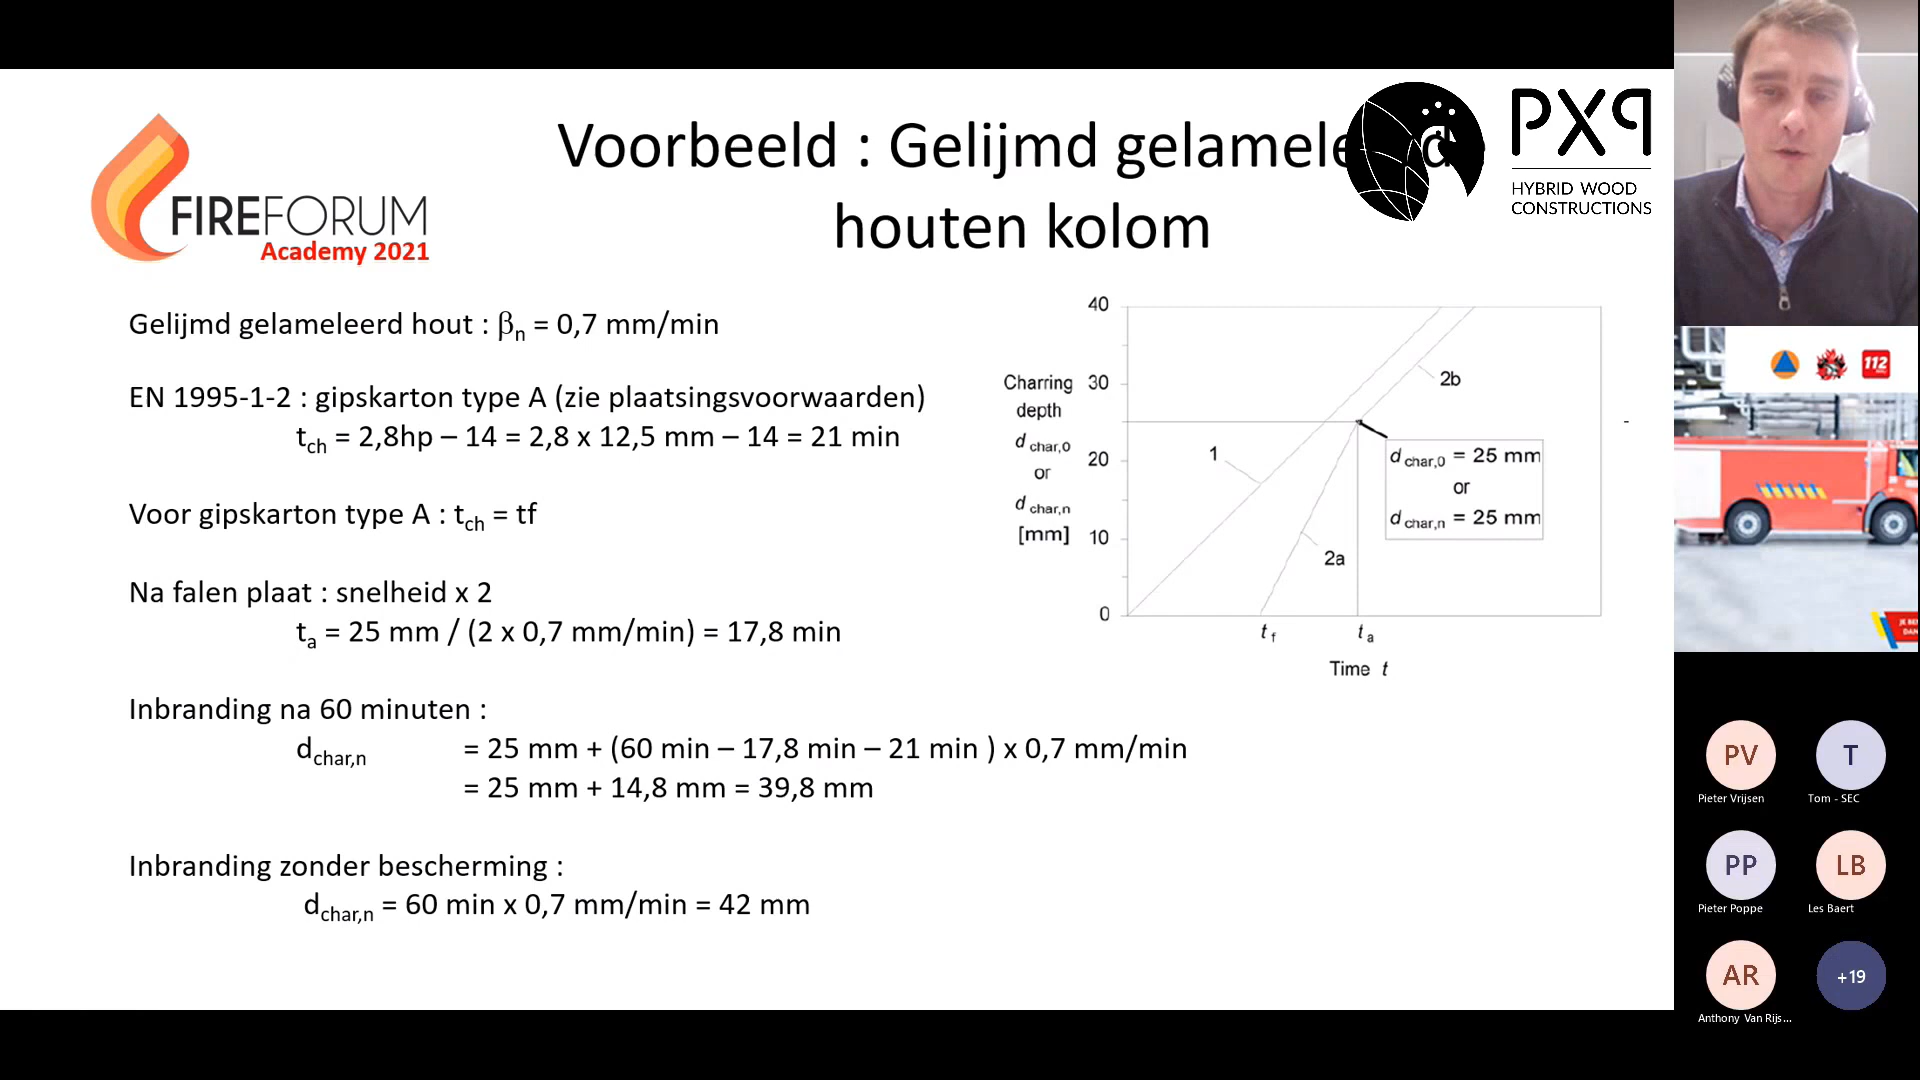 FIREFORUM
Academy 2021
Voorbeeld : Gelijmd gelamele d
houten kolom
PXP
HYBRID WOOD
CONSTRUCTIONS
Gelijmd gelameleerd hout : βn = 0,7 mm/min
EN 1995-1-2 : gipskarton type A (zie plaatsingsvoorwaarden)
tch = 2,8hp – 14 = 2,8 x 12,5 mm – 14 = 21 min
Voor gipskarton type A : tch = tf
Na falen plaat : snelheid x 2
ta = 25 mm / (2 x 0,7 mm/min) = 17,8 min
Inbranding na 60 minuten :
dchar,n = 25 mm + (60 min – 17,8 min – 21 min ) x 0,7 mm/min
= 25 mm + 14,8 mm = 39,8 mm
Inbranding zonder bescherming :
dchar,n = 60 min x 0,7 mm/min = 42 mm
40
30
20
10
0
Charring
depth
d char,0
or
d char,n
[mm]
1
2a
2b
d char,0 = 25 mm
or
d char,n = 25 mm
t f
t a
Time t
-
112
PV
Pieter Vrijsen
T
Tom - SEC
PP
Pieter Poppe
LB
Les Baert
AR
Anthony Van Rijs...
+19